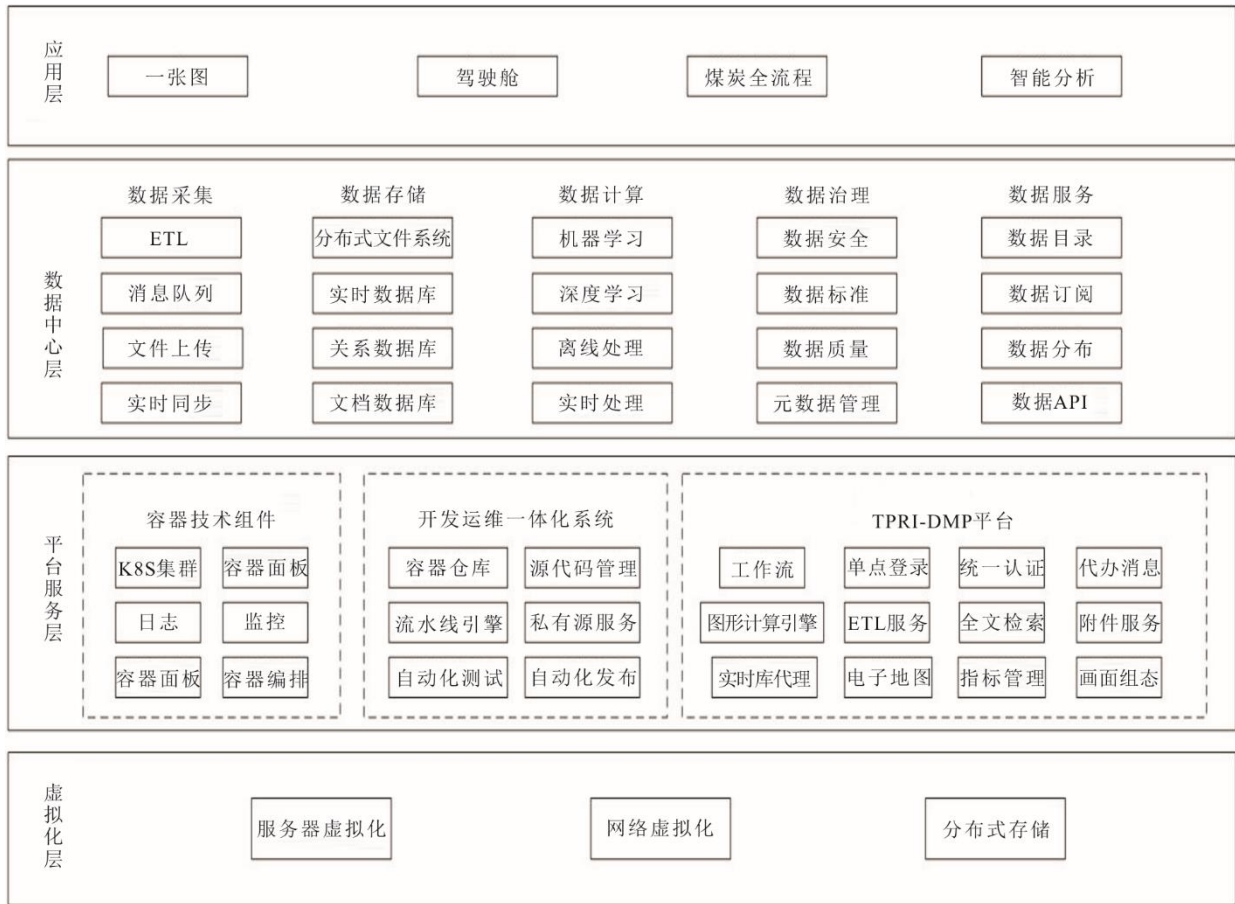 应用层
一张图 驾驶舱 煤炭全流程 智能分析
数据中心层
数据采集 数据存储 数据计算 数据治理 数据服务
ETL 分布式文件系统 机器学习 数据安全 数据目录
消息队列 实时数据库 深度学习 数据标准 数据订阅
文件上传 关系数据库 离线处理 数据质量 数据分布
实时同步 文档数据库 实时处理 元数据管理 数据API
平台服务层
容器技术组件 开发运维一体化系统 TPRI-DMP平台
K8S集群 容器面板 容器仓库 源代码管理 工作流 单点登录 统一认证 代办消息
日志 监控 流水线引擎 私有源服务 图形计算引擎 ETL服务 全文检索 附件服务
容器面板 容器编排 自动化测试 自动化发布 实时库代理 电子地图 指标管理 画面组态
虚拟化层
服务器虚拟化 网络虚拟化 分布式存储